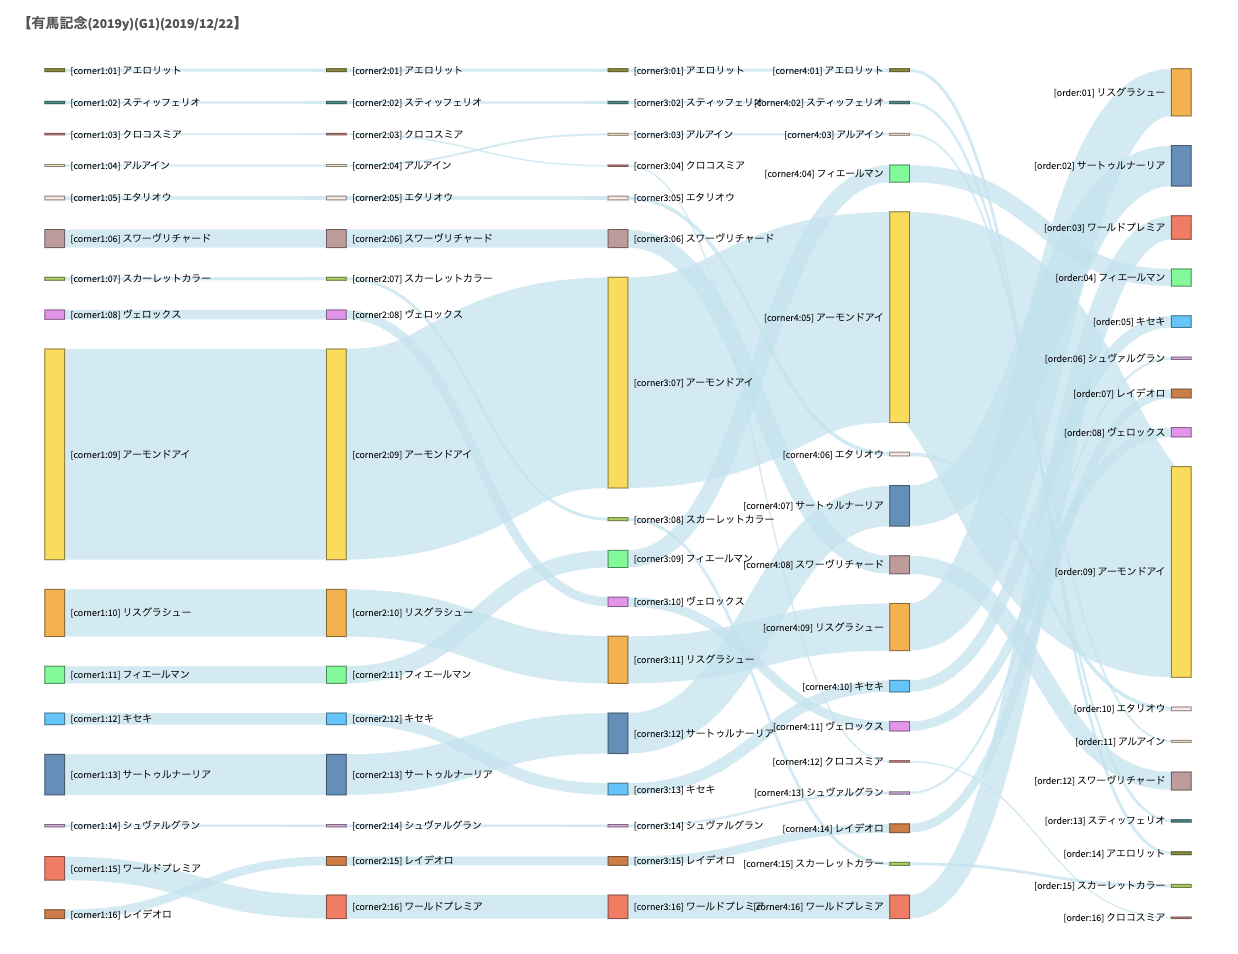 【有馬記念(2019y)(G1)(2019/12/22】
[corner1:01] アエロリット
[corner1:02] スティッフェリオ
[corner1:03] クロコスミア
[corner1:04] アルアイン
[corner1:05] エタリオウ
[corner1:06] スワーヴリチャード
[corner1:07] スカーレットカラー
[corner1:08] ヴェロックス
[corner1:09] アーモンドアイ
[corner1:10] リスグラシュー
[corner1:11] フィエールマン
[corner1:12] キセキ
[corner1:13] サートゥルナーリア
[corner1:14] シュヴァルグラン
[corner1:15] ワールドプレミア
[corner1:16] レイデオロ
[corner2:01] アエロリット
[corner2:02] スティッフェリオ
[corner2:03] クロコスミア
[corner2:04] アルアイン
[corner2:05] エタリオウ
[corner2:06] スワーヴリチャード
[corner2:07] スカーレットカラー
[corner2:08] ヴェロックス
[corner2:09] アーモンドアイ
[corner2:10] リスグラシュー
[corner2:11] フィエールマン
[corner2:12] キセキ
[corner2:13] サートゥルナーリア
[corner2:14] シュヴァルグラン
[corner2:15] レイデオロ
[corner2:16] ワールドプレミア
[corner3:01] アエロリット
[corner3:02] スティッフェリオ
[corner3:03] アルアイン
[corner3:04] クロコスミア
[corner3:05] エタリオウ
[corner3:06] スワーヴリチャード
[corner3:07] アーモンドアイ
[corner3:08] スカーレットカラー
[corner3:09] フィエールマン
[corner3:10] ヴェロックス
[corner3:11] リスグラシュー
[corner3:12] サートゥルナーリア
[corner3:13] キセキ
[corner3:14] シュヴァルグラン
[corner3:15] レイデオロ
[corner3:16] ワールドプレミア
[corner4:01] アエロリット
[corner4:02] スティッフェリオ
[corner4:03] アルアイン
[corner4:04] フィエールマン
[corner4:05] アーモンドアイ
[corner4:06] エタリオウ
[corner4:07] サートゥルナーリア
[corner4:08] スワーヴリチャード
[corner4:09] リスグラシュー
[corner4:10] キセキ
[corner4:11] ヴェロックス
[corner4:12] クロコスミア
[corner4:13] シュヴァルグラン
[corner4:14] レイデオロ
[corner4:15] スカーレットカラー
[corner4:16] ワールドプレミア
[order:01] リスグラシュー
[order:02] サートゥルナーリア
[order:03] ワールドプレミア
[order:04] フィエールマン
[order:05] キセキ
[order:06] シュヴァルグラン
[order:07] レイデオロ
[order:08] ヴェロックス
[order:09] アーモンドアイ
[order:10] エタリオウ
[order:11] アルアイン
[order:12] スワーヴリチャード
[order:13] スティッフェリオ
[order:14] アエロリット
[order:15] スカーレットカラー
[order:16] クロコスミア